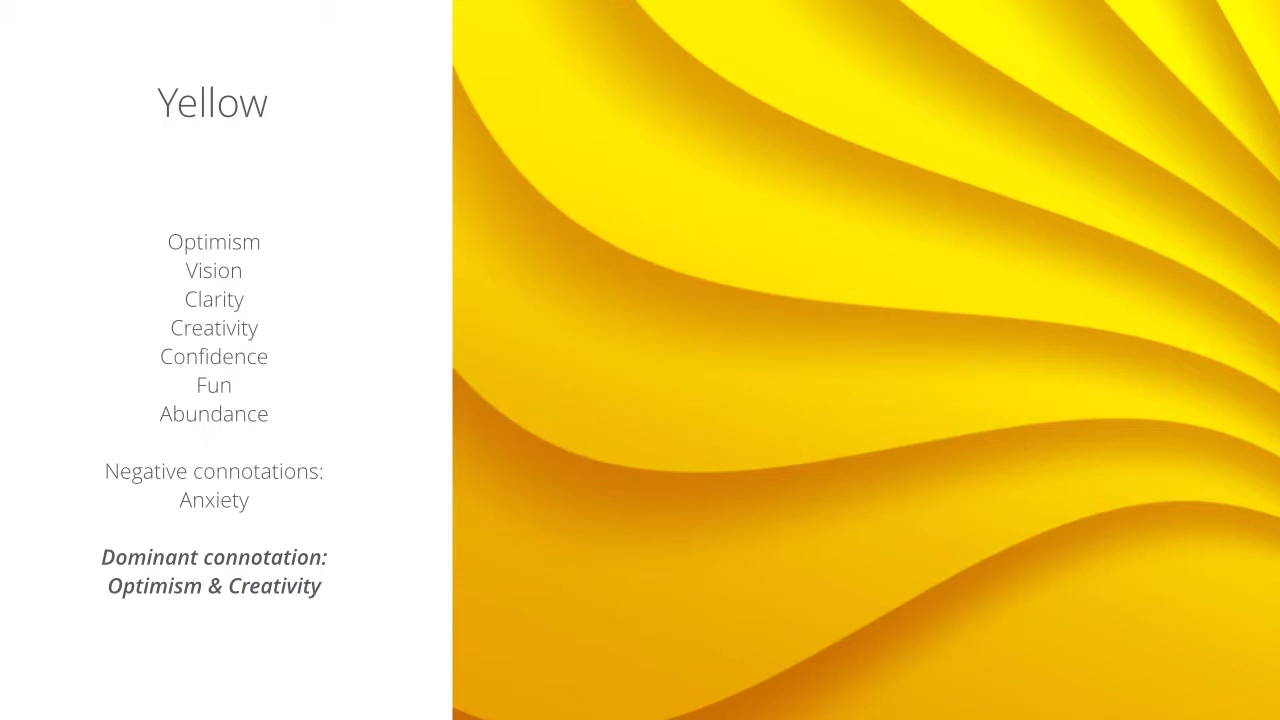 Yellow
Optimism
Vision
Clarity
Creativity
Confidence
Fun
Abundance
Negative connotations:
Anxiety
Dominant connotation:
Optimism & Creativity